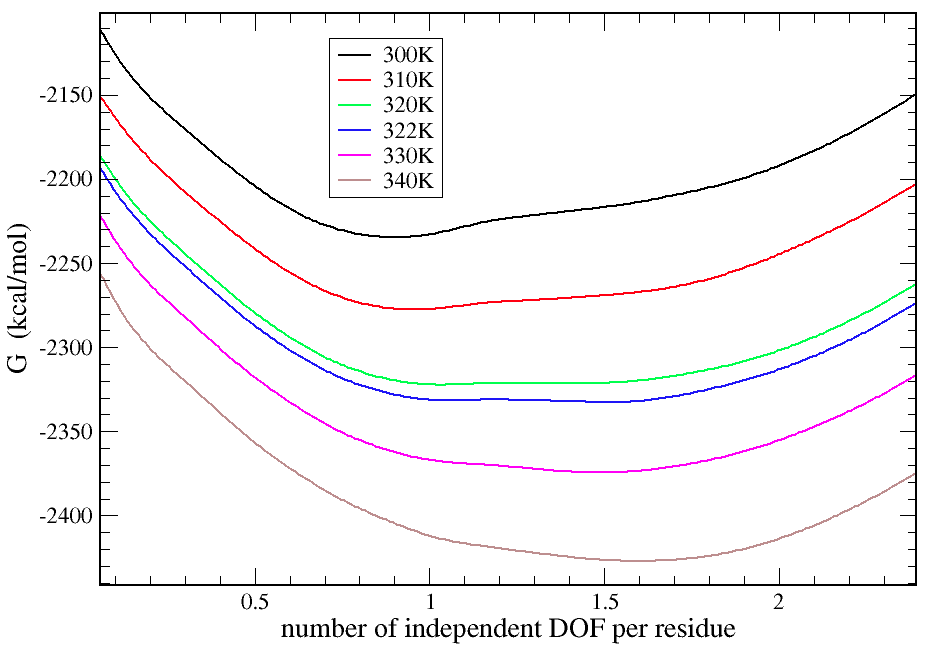 300K
310K
320K
322K
330K
340K
-2150
-2200
-2250
-2300
-2350
-2400
G (kcal/mol)
0.5 1 1.5 2
number of independent DOF per residue